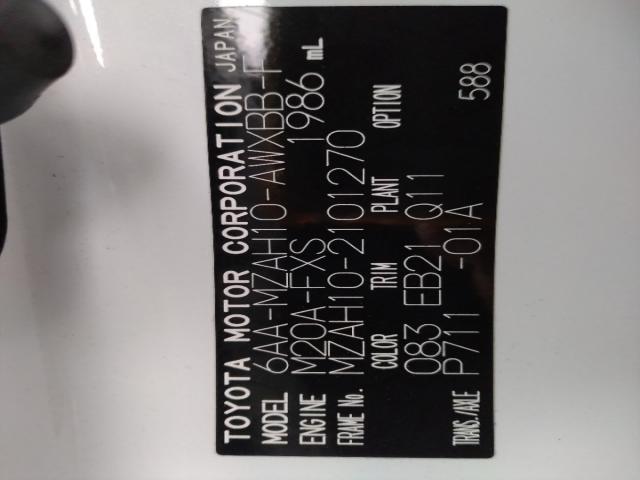 TOYOTA MOTOR CORPORATION JAPAN
MODEL 6AA-MZAH10-AWXBB-F
ENGINE M20A-FXS 1986 mL
FRAME No. MZAH10-2101270
COLOR TRIM PLANT OPTION
083 EB21 Q11
TRANS./AXLE P711 -01A 588